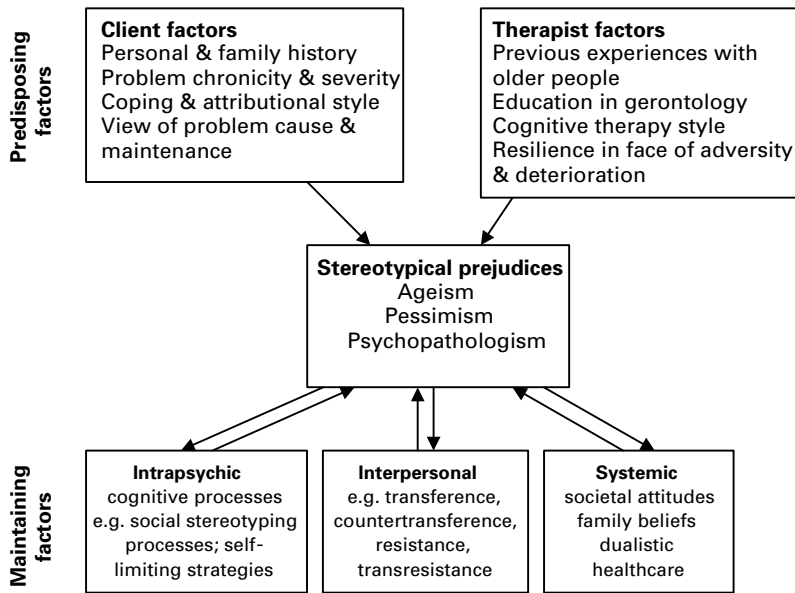 Predisposing
factors
Client factors
Personal & family history
Problem chronicity & severity
Coping & attributional style
View of problem cause &
maintenance
Therapist factors
Previous experiences with
older people
Education in gerontology
Cognitive therapy style
Resilience in face of adversity
& deterioration
Stereotypical prejudices
Ageism
Pessimism
Psychopathologism
Maintaining
factors
Intrapsychic
cognitive processes
e.g. social stereotyping
processes; self-
limiting strategies
Interpersonal
e.g. transference,
countertransference,
resistance,
transresistance
Systemic
societal attitudes
family beliefs
dualistic
healthcare